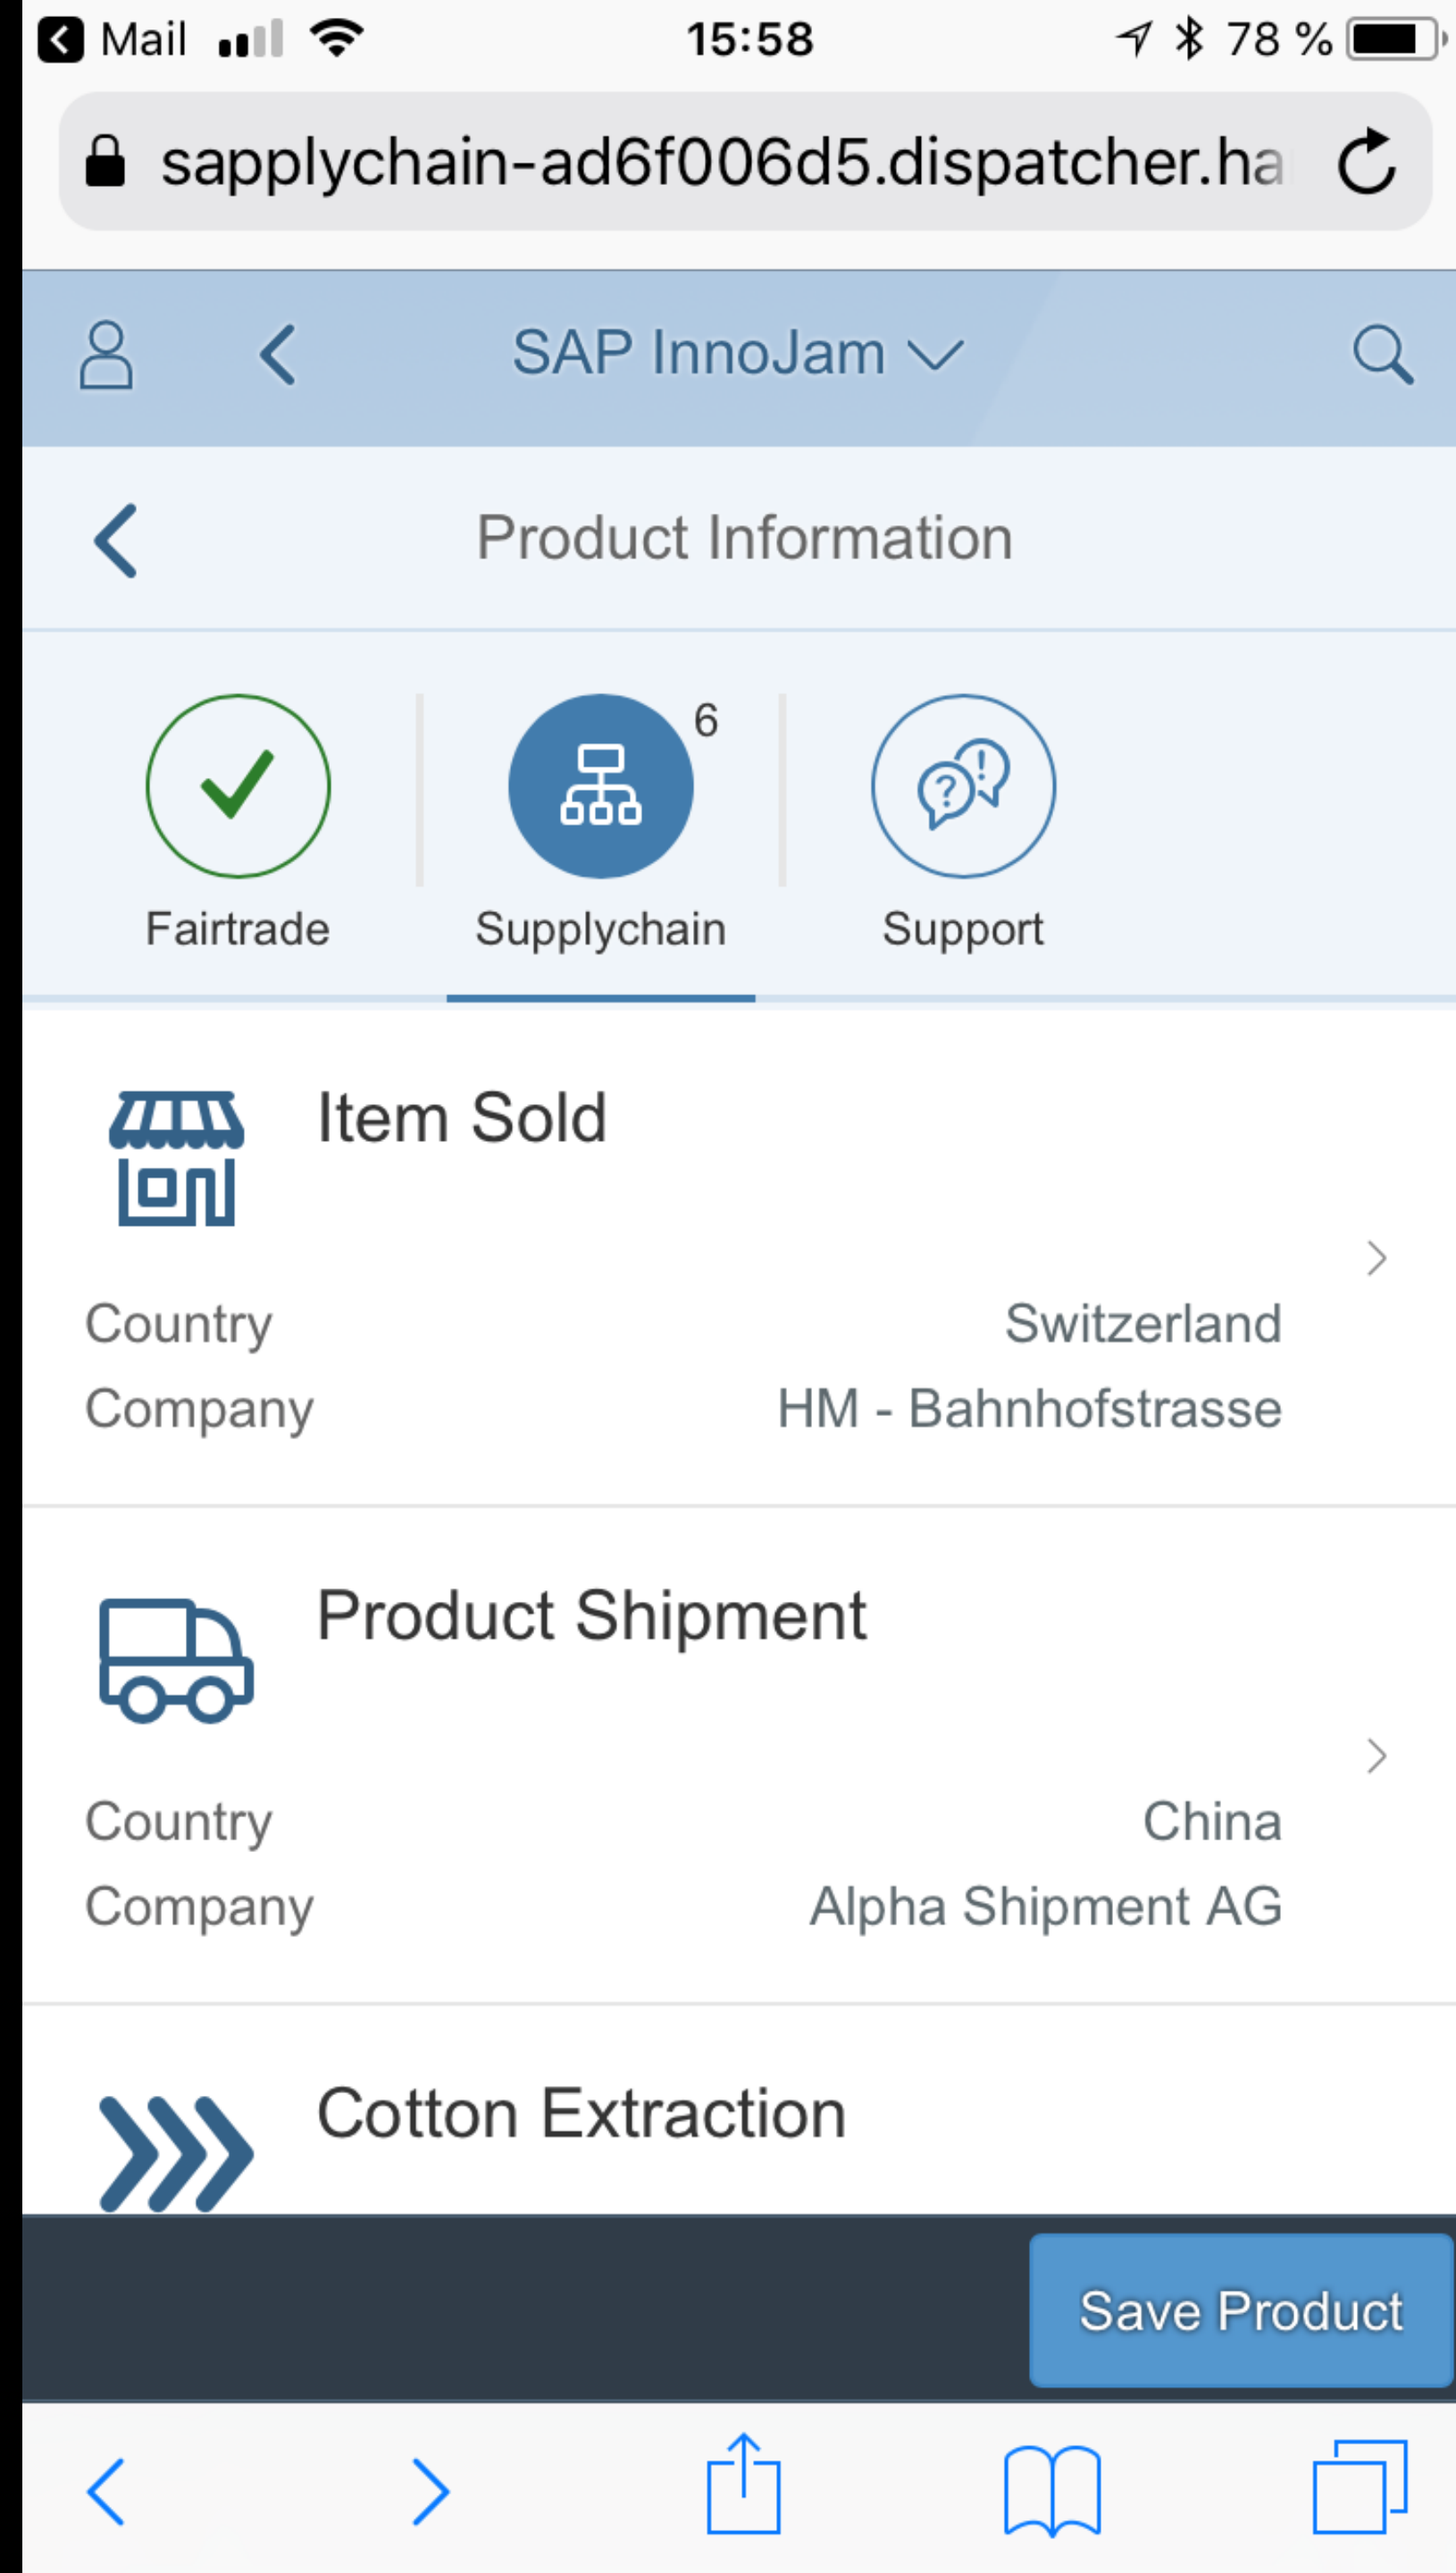 Mail 15:58 78 %
sapplychain-ad6f006d5.dispatcher.ha
SAP InnoJam
Product Information
6
Fairtrade Supplychain Support
Item Sold
Country Switzerland
Company HM - Bahnhofstrasse
Product Shipment
Country China
Company Alpha Shipment AG
Cotton Extraction
Save Product